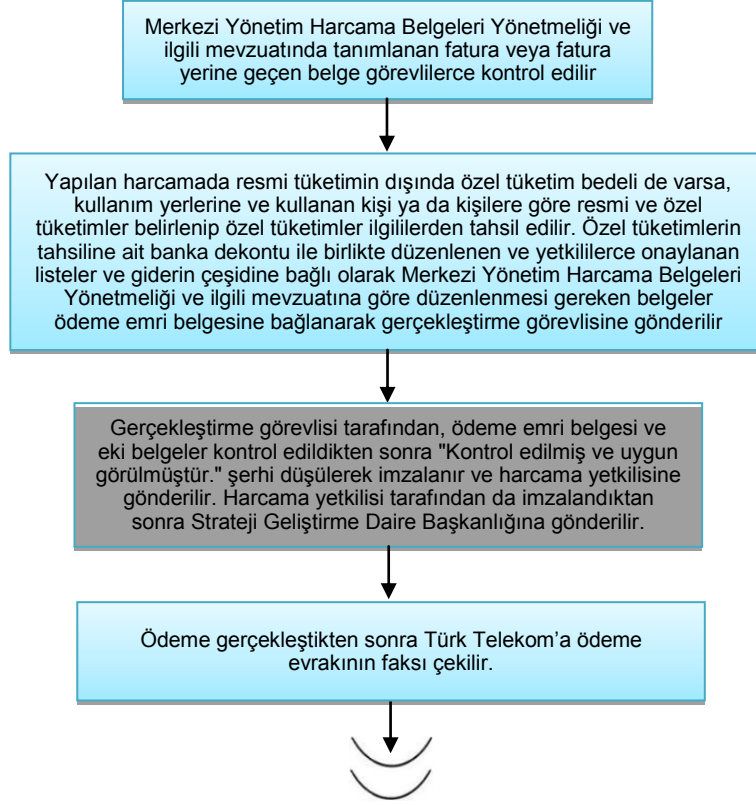 Merkezi Yönetim Harcama Belgeleri Yönetmeliği ve
ilgili mevzuatında tanımlanan fatura veya fatura
yerine geçen belge görevlilerce kontrol edilir
Yapılan harcamada resmi tüketimin dışında özel tüketim bedeli de varsa,
kullanım yerlerine ve kullanan kişi ya da kişilere göre resmi ve özel
tüketimler belirlenip özel tüketimler ilgililerden tahsil edilir. Özel tüketimlerin
tahsiline ait banka dekontu ile birlikte düzenlenen ve yetkililerce onaylanan
listeler ve giderin çeşidine bağlı olarak Merkezi Yönetim Harcama Belgeleri
Yönetmeliği ve ilgili mevzuatına göre düzenlenmesi gereken belgeler
ödeme emri belgesine bağlanarak gerçekleştirme görevlisine gönderilir
Gerçekleştirme görevlisi tarafından, ödeme emri belgesi ve
eki belgeler kontrol edildikten sonra "Kontrol edilmiş ve uygun
görülmüştür." şerhi düşülerek imzalanır ve harcama yetkilisine
gönderilir. Harcama yetkilisi tarafından da imzalandıktan
sonra Strateji Geliştirme Daire Başkanlığına gönderilir.
Ödeme gerçekleştikten sonra Türk Telekom’a ödeme
evrakının faksı çekilir.